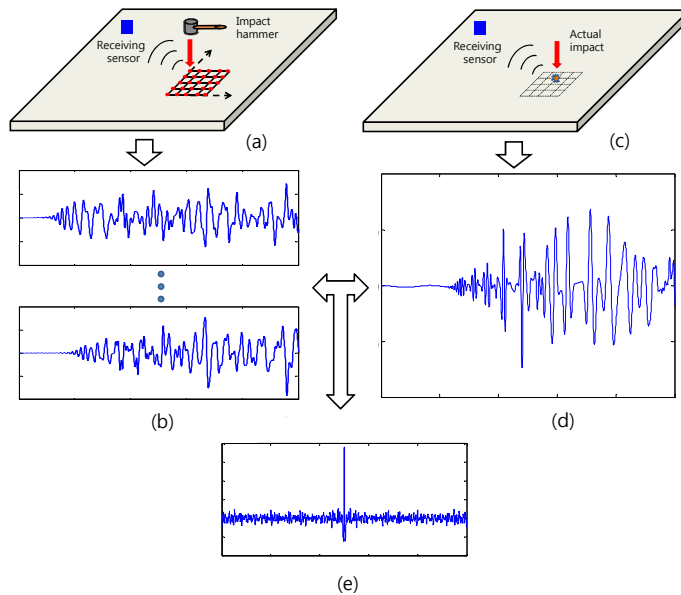 Receiving
sensor
Impact
hammer
(a)
Receiving
sensor
Actual
impact
(c)
(b)
(d)
(e)